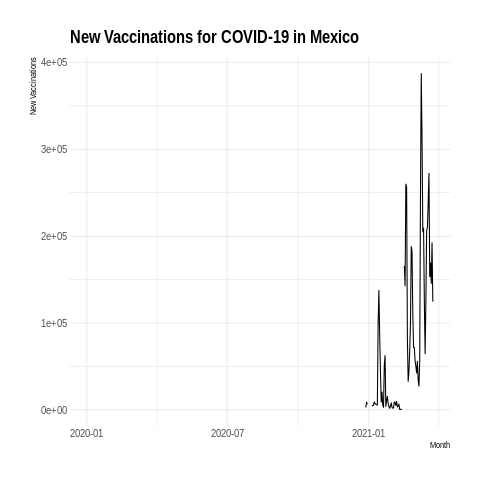 New Vaccinations for COVID-19 in Mexico
New Vaccinations
4e+05
3e+05
2e+05
1e+05
0e+00
2020-01
2020-07
2021-01
Month